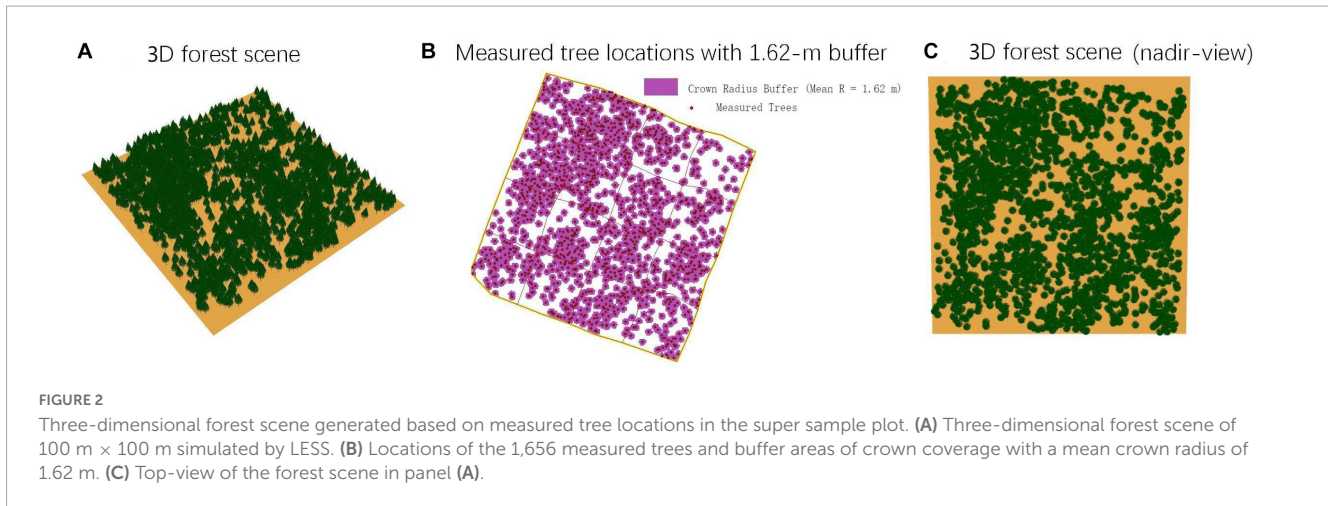 A 3D forest scene
B Measured tree locations with 1.62-m buffer
Crown Radius Buffer (Mean R = 1.62 m)
Measured Trees
C 3D forest scene (nadir-view)
FIGURE 2
Three-dimensional forest scene generated based on measured tree locations in the super sample plot. (A) Three-dimensional forest scene of
100 m × 100 m simulated by LESS. (B) Locations of the 1,656 measured trees and buffer areas of crown coverage with a mean crown radius of
1.62 m. (C) Top-view of the forest scene in panel (A).